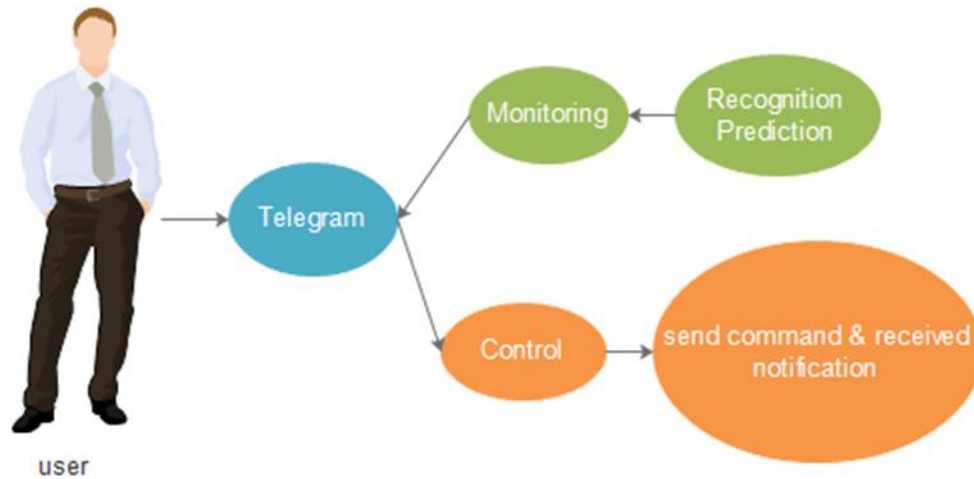 Monitoring
Recognition
Prediction
Telegram
Control
send command & received
notification
user